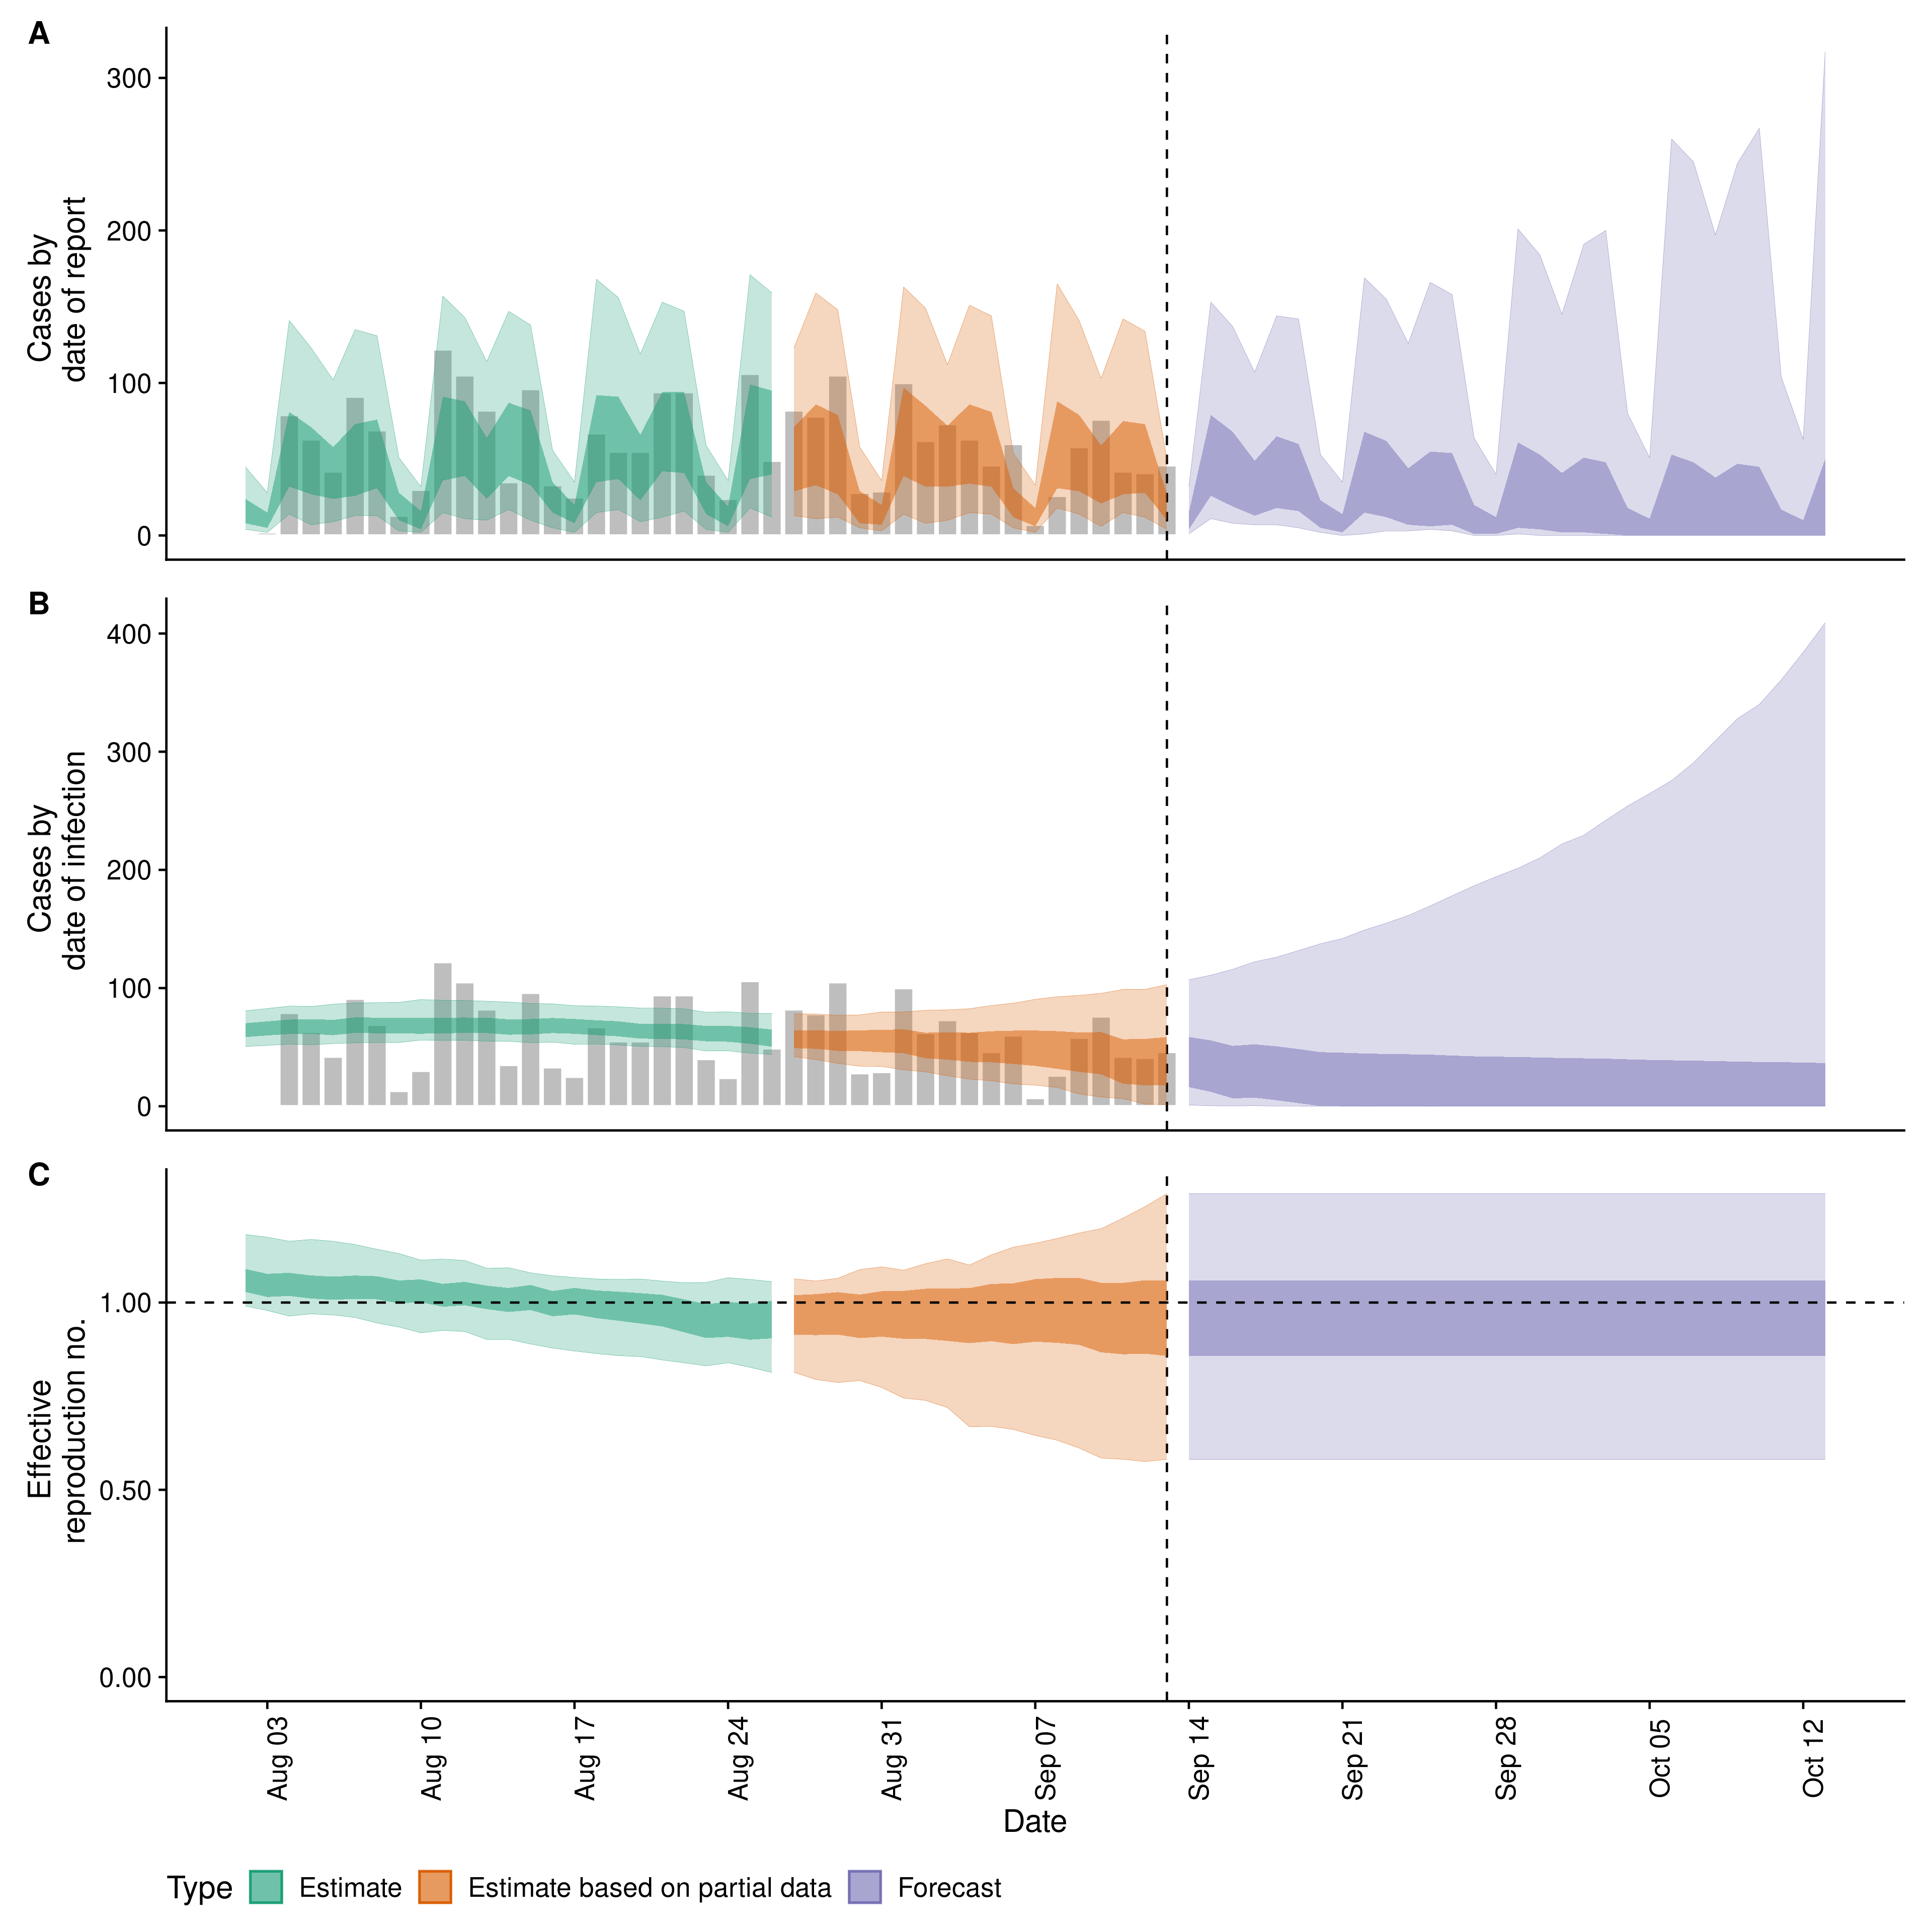 A
Cases by
date of report
300
200
100
0
B
Cases by
date of infection
400
300
200
100
0
C
Effective
reproduction no.
1.00
0.50
0.00
Aug 03
Aug 10
Aug 17
Aug 24
Aug 31
Sep 07
Sep 14
Sep 21
Sep 28
Oct 05
Oct 12
Date
Type Estimate Estimate based on partial data Forecast